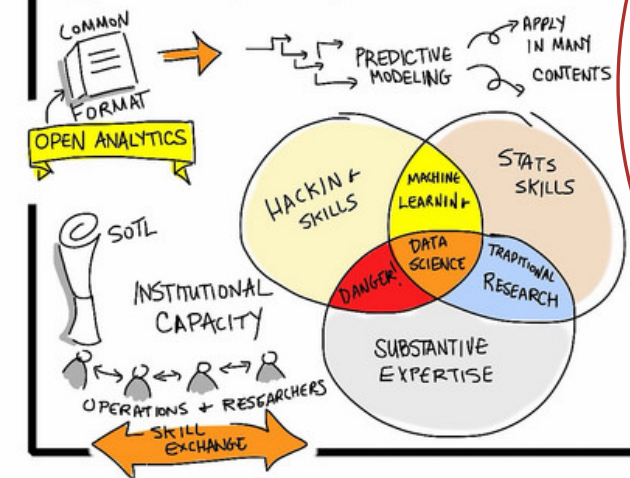 COMMON
FORMAT
OPEN ANALYTICS
PREDICTIVE
MODELING
APPLY
IN MANY
CONTENTS
HACKING
SKILLS
MACHINE
LEARNING
STATS
SKILLS
DANGER!
DATA
SCIENCE
TRADITIONAL
RESEARCH
SUBSTANTIVE
EXPERTISE
SOTL
INSTITUTIONAL
CAPACITY
OPERATIONS + RESEARCHERS
SKILL
EXCHANGE